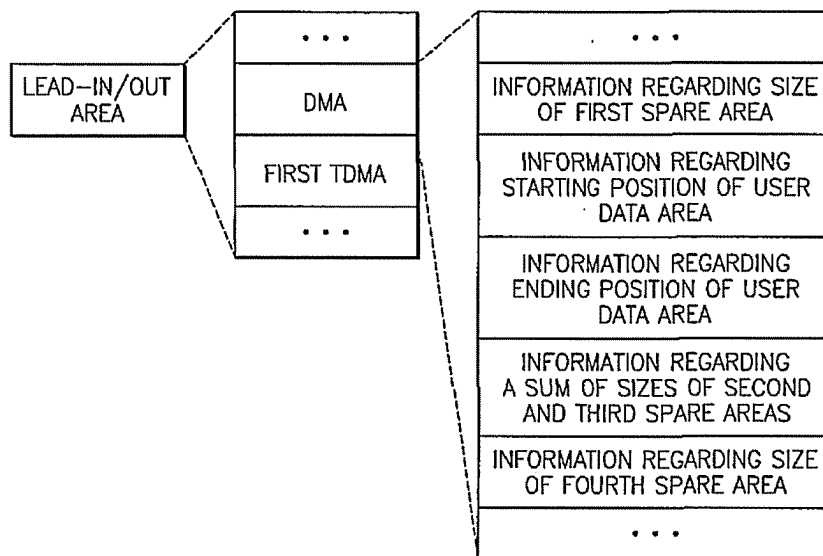 LEAD-IN/OUT
AREA
• • •
DMA
FIRST TDMA
• • •
• • •
INFORMATION REGARDING SIZE
OF FIRST SPARE AREA
INFORMATION REGARDING
STARTING POSITION OF USER
DATA AREA
INFORMATION REGARDING
ENDING POSITION OF USER
DATA AREA
INFORMATION REGARDING
A SUM OF SIZES OF SECOND
AND THIRD SPARE AREAS
INFORMATION REGARDING SIZE
OF FOURTH SPARE AREA
• • •